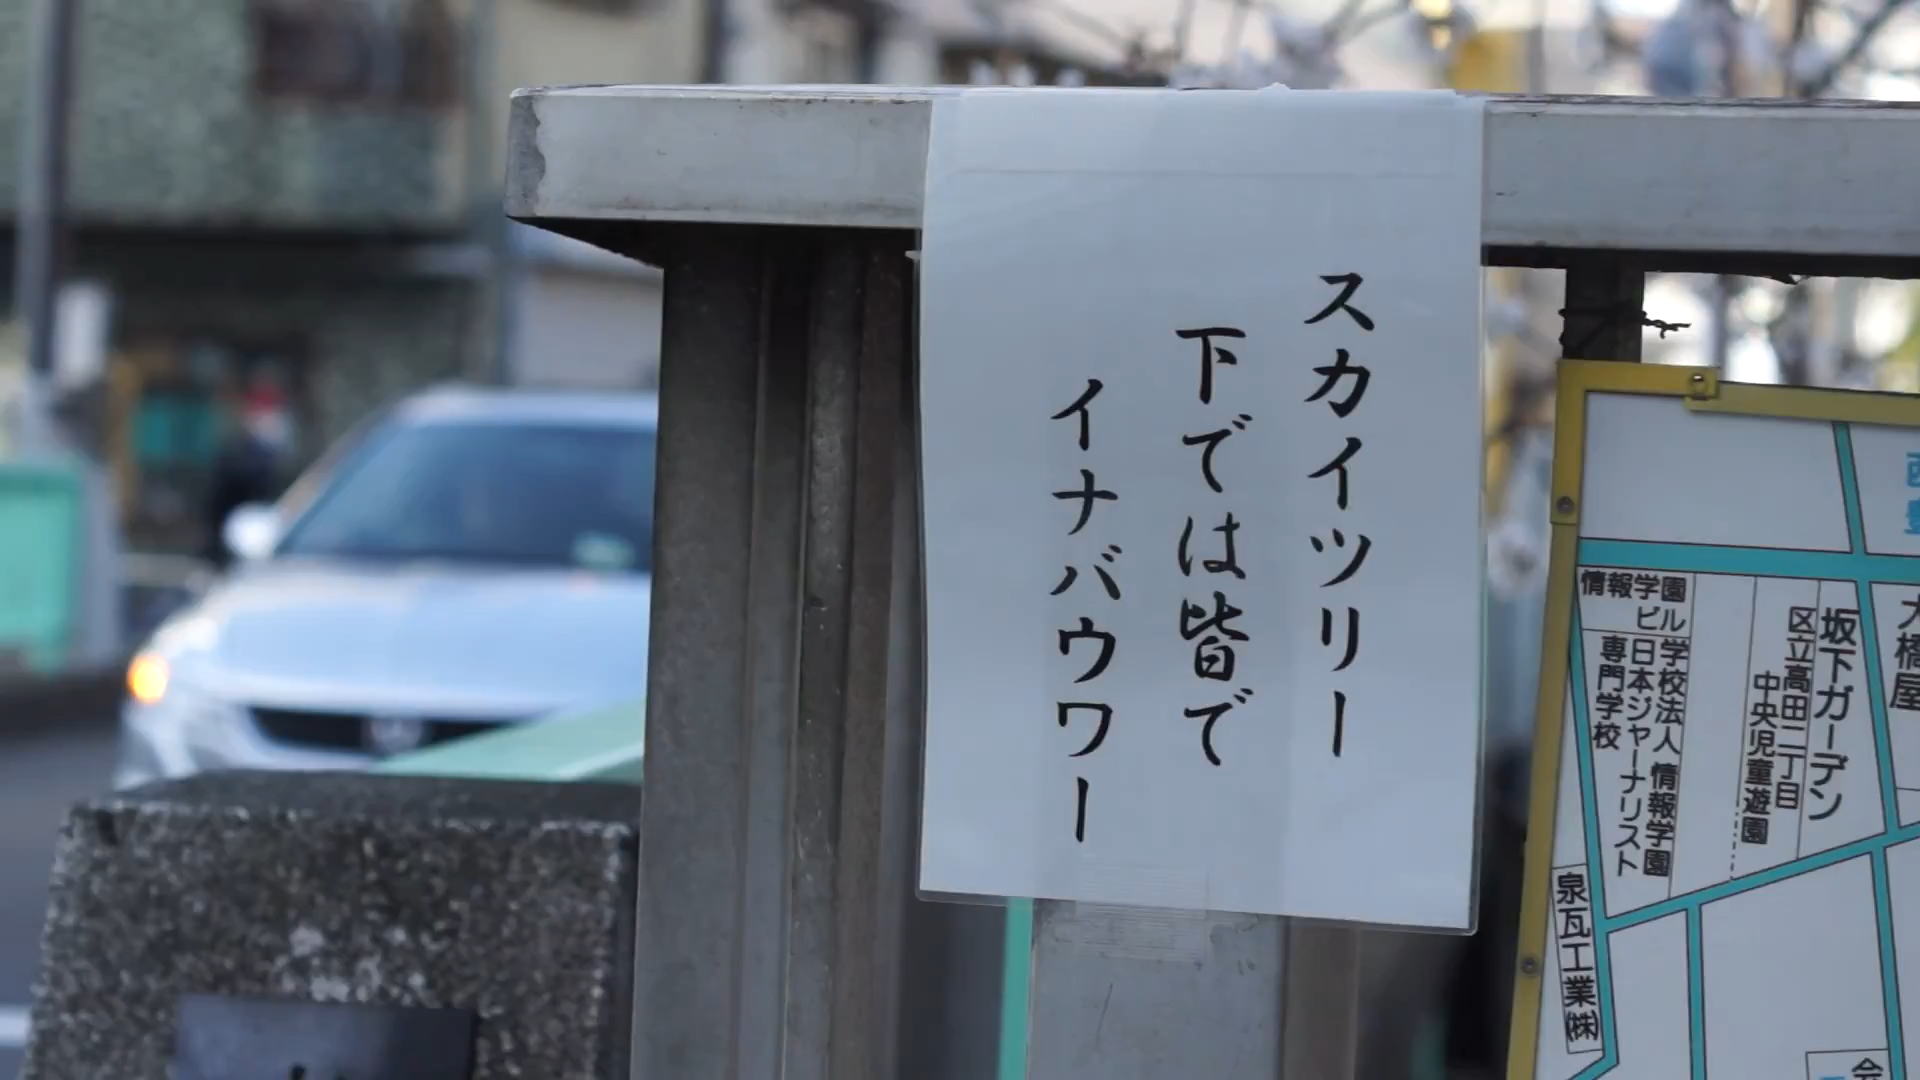 スカイツリー
下では皆で
イナバウワー
情報学園
ビル
学校法人 情報学園
日本ジャーナリスト
専門学校
坂下ガーデン
区立高田二丁目
中央児童遊園
大橋屋
泉瓦工業㈱